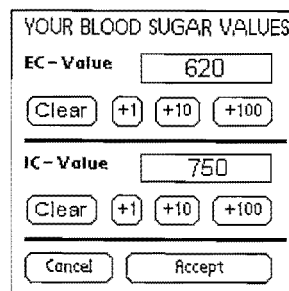 YOUR BLOOD SUGAR VALUES
EC-Value 620
Clear +1 +10 +100
IC-Value 750
Clear +1 +10 +100
Cancel Accept